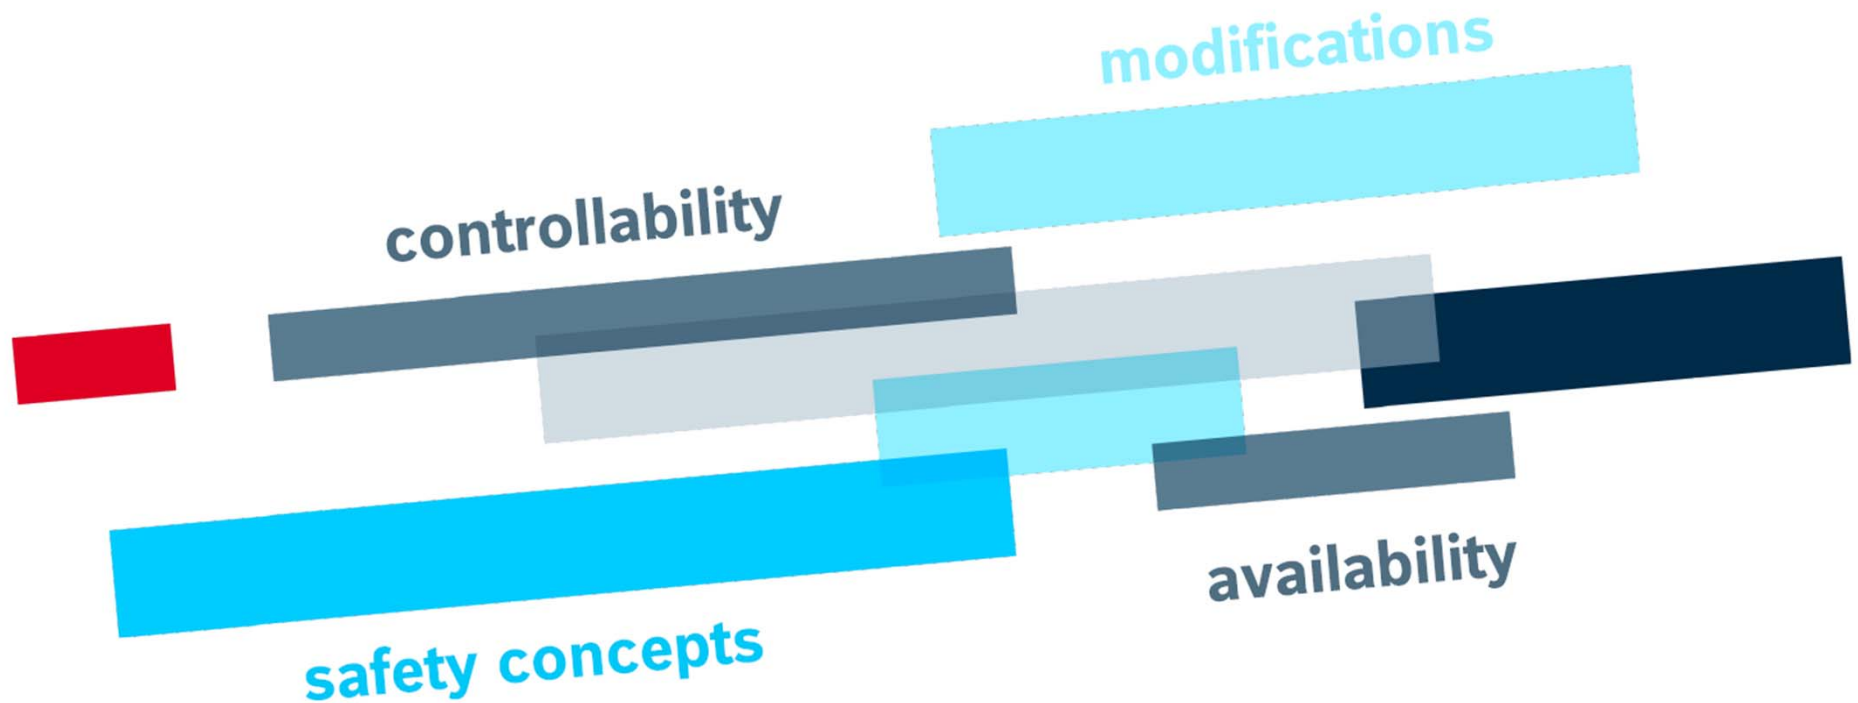 modifications
controllability
availability
safety concepts